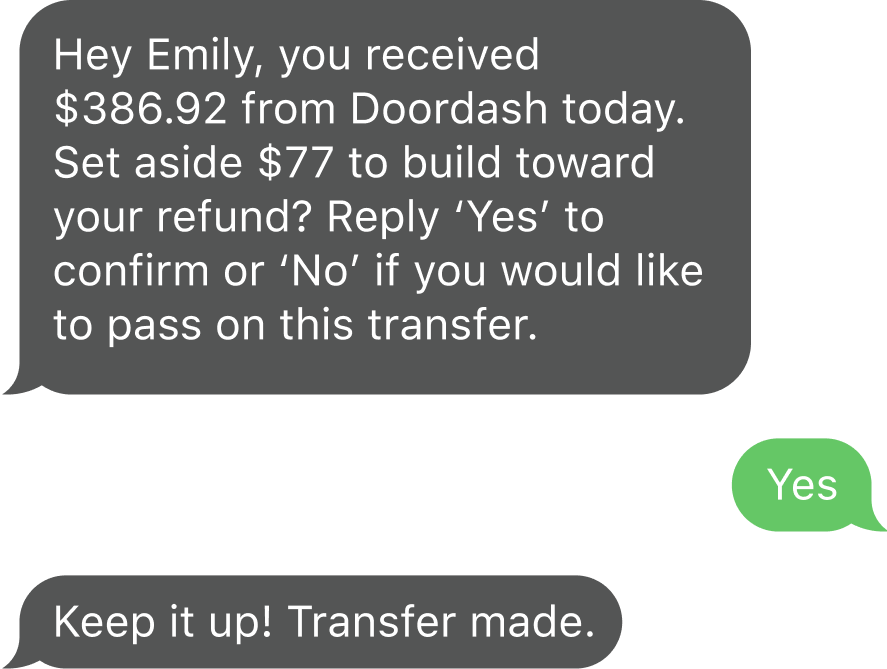 Hey Emily, you received
$386.92 from Doordash today.
Set aside $77 to build toward
your refund? Reply ‘Yes’ to
confirm or ‘No’ if you would like
to pass on this transfer.
Yes
Keep it up! Transfer made.